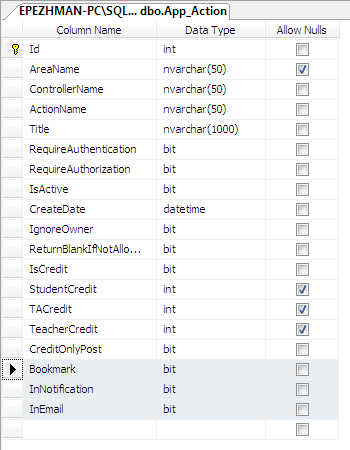 EPEZHMAN-PC\SQL... dbo.App_Action
Column Name Data Type Allow Nulls
Id int
AreaName nvarchar(50)
ControllerName nvarchar(50)
ActionName nvarchar(50)
Title nvarchar(1000)
RequireAuthentication bit
RequireAuthorization bit
IsActive bit
CreateDate datetime
IgnoreOwner bit
ReturnBlankIfNotAllo... bit
IsCredit bit
StudentCredit int
TACredit int
TeacherCredit int
CreditOnlyPost bit
Bookmark bit
InNotification bit
InEmail bit